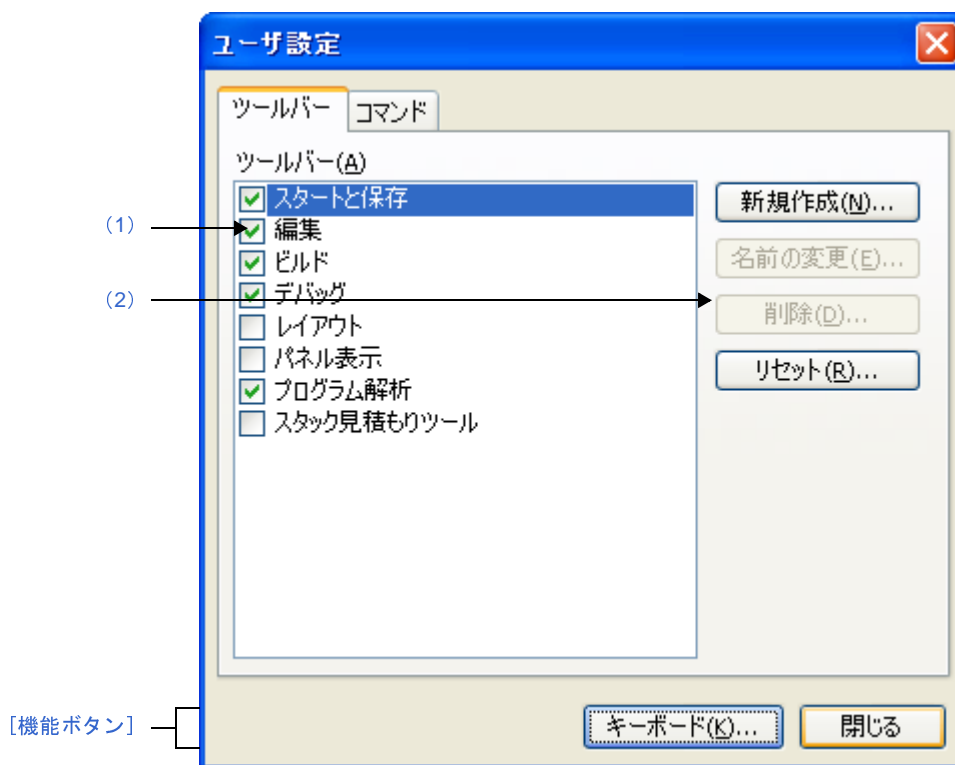 ユーザ設定
ツールバー
コマンド
ツールバー(A)
スタートと保存
編集
ビルド
デバッグ
レイアウト
パネル表示
プログラム解析
スタック見積もりツール
新規作成(N)...
名前の変更(E)...
削除(D)...
リセット(R)...
(1)
(2)
[機能ボタン]
キーボード(K)...
閉じる